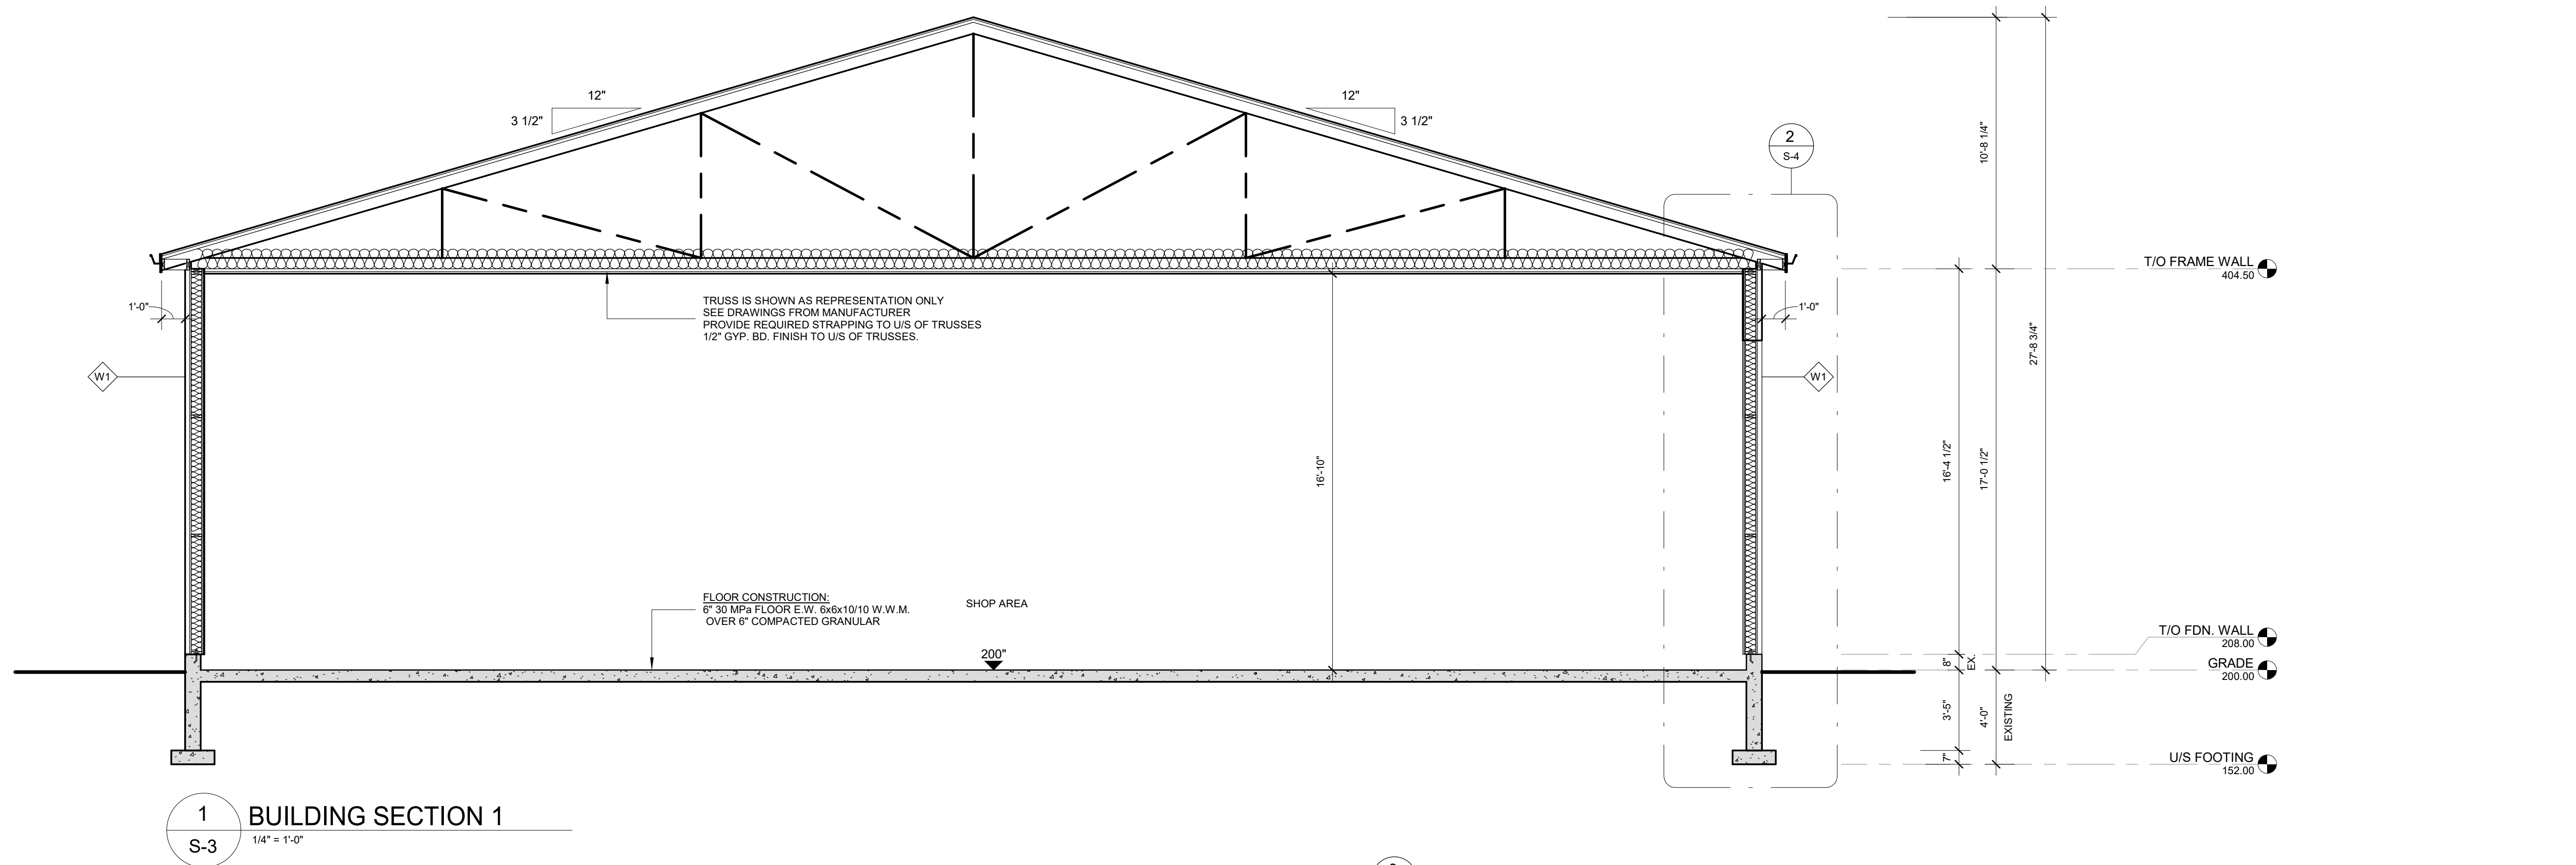 12"
3 1/2"
12"
3 1/2"
2
S-4
10'-8 1/4"
27'-8 3/4"
T/O FRAME WALL
404.50
1'-0"
1'-0"
TRUSS IS SHOWN AS REPRESENTATION ONLY
SEE DRAWINGS FROM MANUFACTURER
PROVIDE REQUIRED STRAPPING TO U/S OF TRUSSES
1/2" GYP. BD. FINISH TO U/S OF TRUSSES.
W1
W1
16'-10"
16'-4 1/2"
17'-0 1/2"
FLOOR CONSTRUCTION:
6" 30 MPa FLOOR E.W. 6x6x10/10 W.W.M.
OVER 6" COMPACTED GRANULAR
SHOP AREA
200"
T/O FDN. WALL
208.00
8"
EX.
GRADE
200.00
3'-5"
4'-0"
EXISTING
7"
U/S FOOTING
152.00
1
S-3
BUILDING SECTION 1
1/4" = 1'-0"